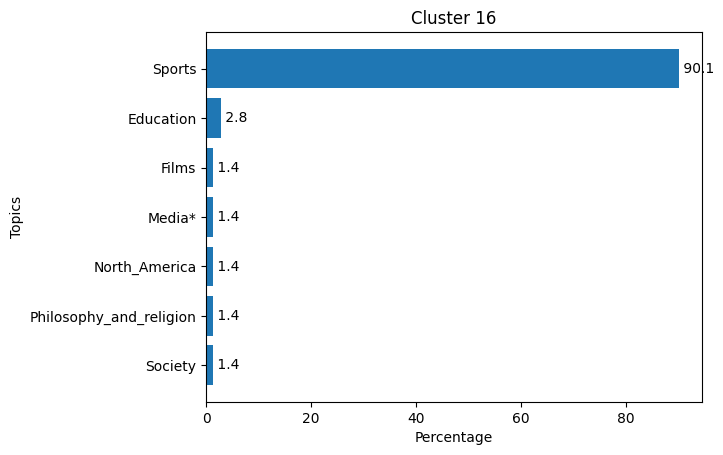 Cluster 16
Topics
Sports 90.1
Education 2.8
Films 1.4
Media* 1.4
North_America 1.4
Philosophy_and_religion 1.4
Society 1.4
0 20 40 60 80
Percentage